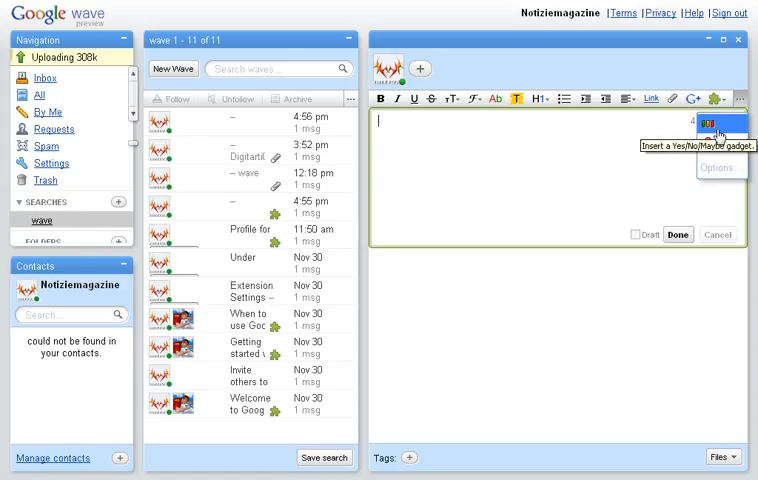 Google wave
preview
Notiziemagazine | Terms | Privacy | Help | Sign out
Navigation
Uploading 308k
Inbox
All
By Me
Requests
Spam
Settings
Trash
SEARCHES
wave
FOLDERS
Contacts
Notiziemagazine
Search...
could not be found in
your contacts.
Manage contacts
wave 1 - 11 of 11
New Wave
Search waves...
Follow
Unfollow
Archive
– 4:56 pm
1 msg
– 3:52 pm
Digitartil 1 msg
– wave 12:18 pm
1 msg
– 4:55 pm
1 msg
Profile for 11:50 am
1 msg
Under Nov 30
1 msg
Extension Nov 30
Settings – 1 msg
When to Nov 30
use Goo 1 msg
Getting Nov 30
started v 1 msg
Invite Nov 30
others to 1 msg
Welcome Nov 30
to Goog 1 msg
Save search
B I U S T F Ab T H1 Link G+
4
Insert a Yes/No/Maybe gadget.
Options...
Draft
Done
Cancel
Tags:
Files